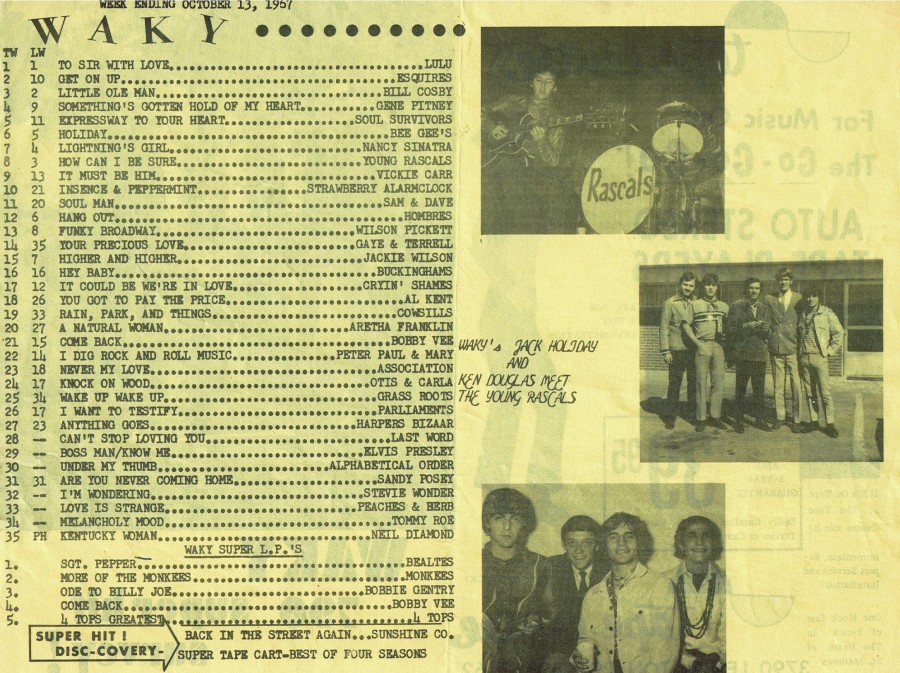 WEEK ENDING OCTOBER 13, 1967
WAKY
TW LW
1 1 TO SIR WITH LOVE LULU
2 10 GET ON UP ESQUIRES
3 2 LITTLE OLE MAN BILL COSBY
4 9 SOMETHING'S GOTTEN HOLD OF MY HEART GENE PITNEY
5 11 EXPRESSWAY TO YOUR HEART SOUL SURVIVORS
6 5 HOLIDAY BEE GEE'S
7 4 LIGHTNING'S GIRL NANCY SINATRA
8 3 HOW CAN I BE SURE YOUNG RASCALS
9 13 IT MUST BE HIM VICKIE CARR
10 21 INSENCE & PEPPERMINT STRAWBERRY ALARMCLOCK
11 20 SOUL MAN SAM & DAVE
12 6 HANG OUT HOMBRES
13 8 FUNKY BROADWAY WILSON PICKETT
14 35 YOUR PRECIOUS LOVE GAYE & TERRELL
15 7 HIGHER AND HIGHER JACKIE WILSON
16 16 HEY BABY BUCKINGHAMS
17 12 IT COULD BE WE'RE IN LOVE CRYIN' SHAMES
18 26 YOU GOT TO PAY THE PRICE AL KENT
19 33 RAIN, PARK, AND THINGS COWSILLS
20 27 A NATURAL WOMAN ARETHA FRANKLIN
21 15 COME BACK BOBBY VEE
22 14 I DIG ROCK AND ROLL MUSIC PETER PAUL & MARY
23 18 NEVER MY LOVE ASSOCIATION
24 17 KNOCK ON WOOD OTIS & CARLA
25 34 WAKE UP WAKE UP GRASS ROOTS
26 17 I WANT TO TESTIFY PARLIAMENTS
27 23 ANYTHING GOES HARPERS BIZAAR
28 -- CAN'T STOP LOVING YOU LAST WORD
29 -- BOSS MAN/KNOW ME ELVIS PRESLEY
30 -- UNDER MY THUMB ALPHABETICAL ORDER
31 31 ARE YOU NEVER COMING HOME SANDY POSEY
32 -- I'M WONDERING STEVIE WONDER
33 -- LOVE IS STRANGE PEACHES & HERB
34 -- MELANCHOLY MOOD TOMMY ROE
35 PH KENTUCKY WOMAN NEIL DIAMOND
WAKY SUPER L.P.'S
1. SGT. PEPPER BEALTES
2. MORE OF THE MONKEES MONKEES
3. ODE TO BILLY JOE BOBBIE GENTRY
4. COME BACK BOBBY VEE
5. 4 TOPS GREATEST 4 TOPS
SUPER HIT!
DISC-COVERY-
BACK IN THE STREET AGAIN...SUNSHINE CO.
SUPER TAPE CART-BEST OF FOUR SEASONS
Rascals
WAKY's JACK HOLIDAY
AND
KEN DOUGLAS MEET
THE YOUNG RASCALS
For Music
The Go-Go
AUTO STEREO
TAPE PLAYERS